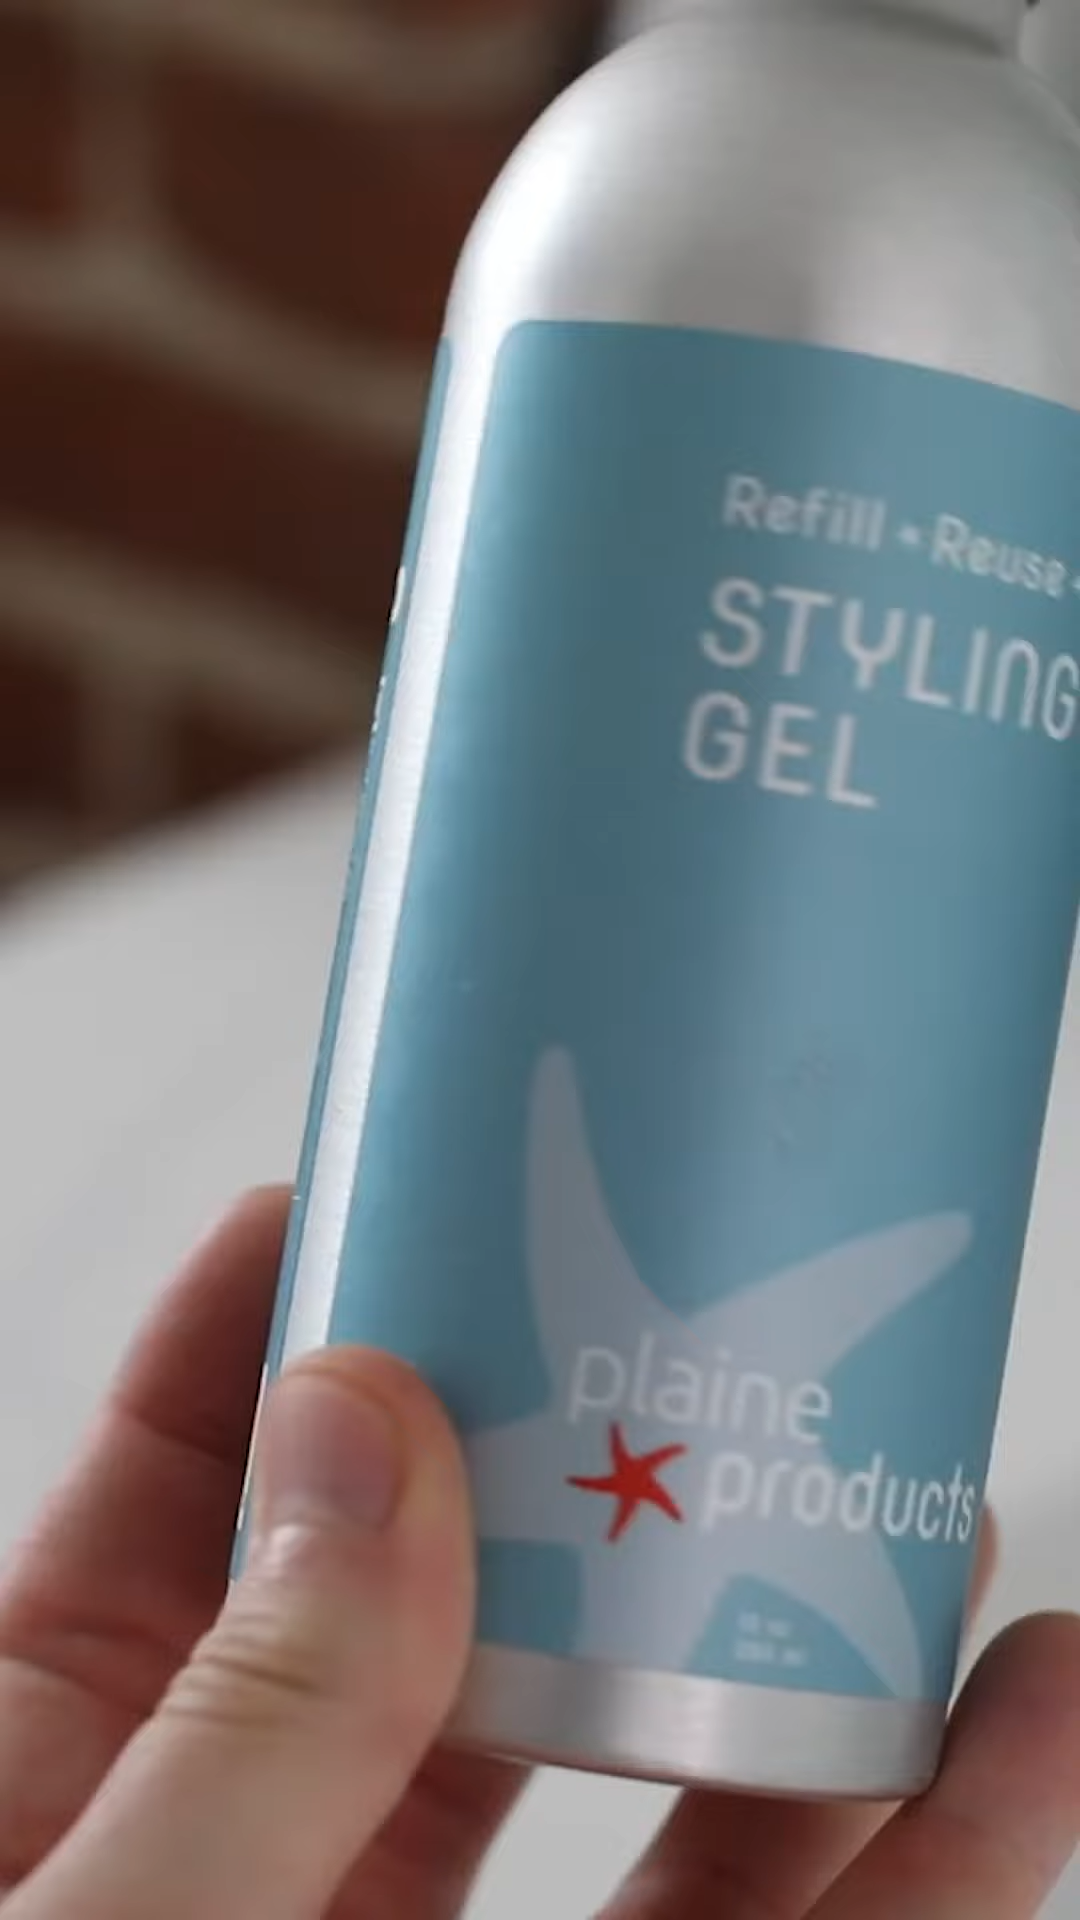 Refill • Reuse •
STYLING
GEL
plaine
products